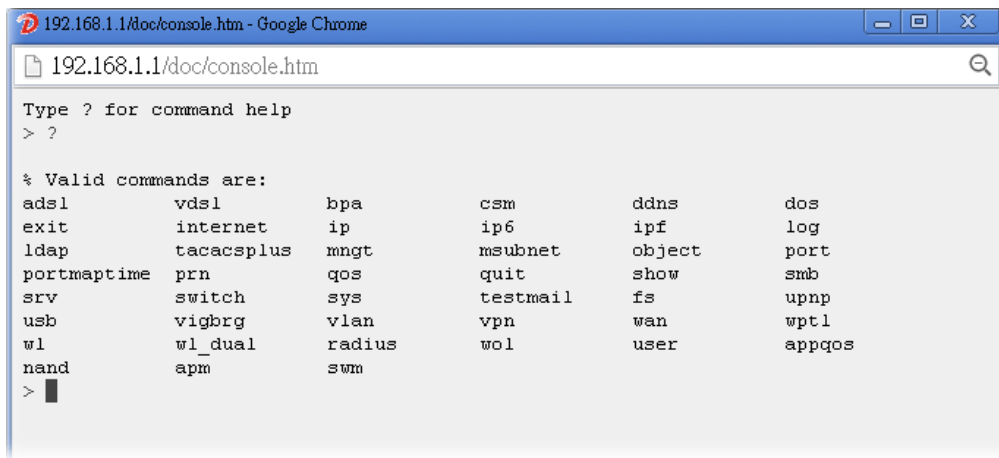 192.168.1.1/doc/console.htm - Google Chrome
192.168.1.1/doc/console.htm
Type ? for command help
> ?
% Valid commands are:
adsl vdsl bpa csm ddns dos
exit internet ip ip6 ipf log
ldap tacacsplus mngt msubnet object port
portmaptime prn qos quit show smb
srv switch sys testmail fs upnp
usb vigbrg vlan vpn wan wptl
wl wl_dual radius wol user appqos
nand apm swm
>